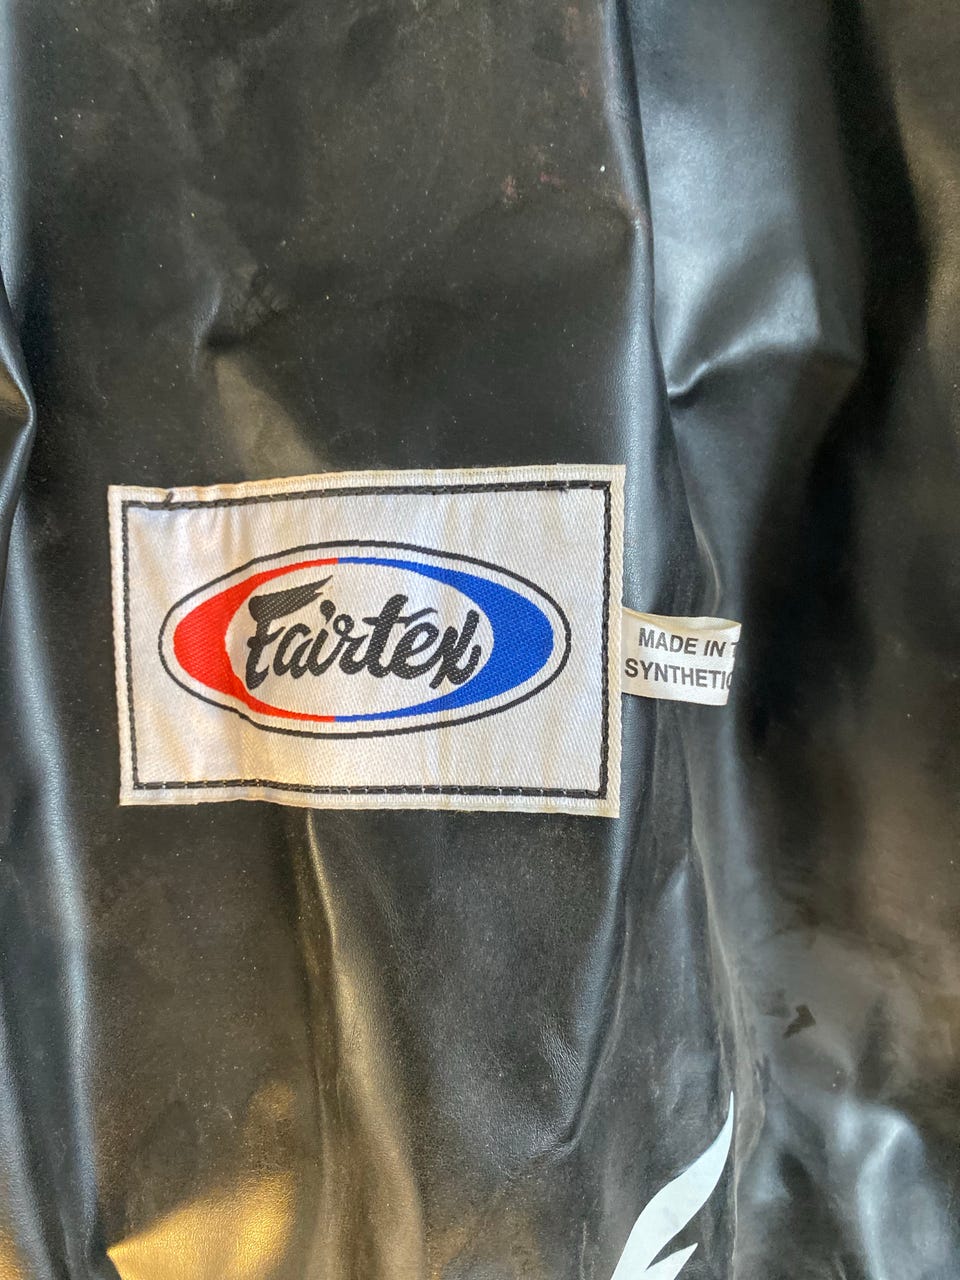 Fairtex
MADE IN
SYNTHETIC